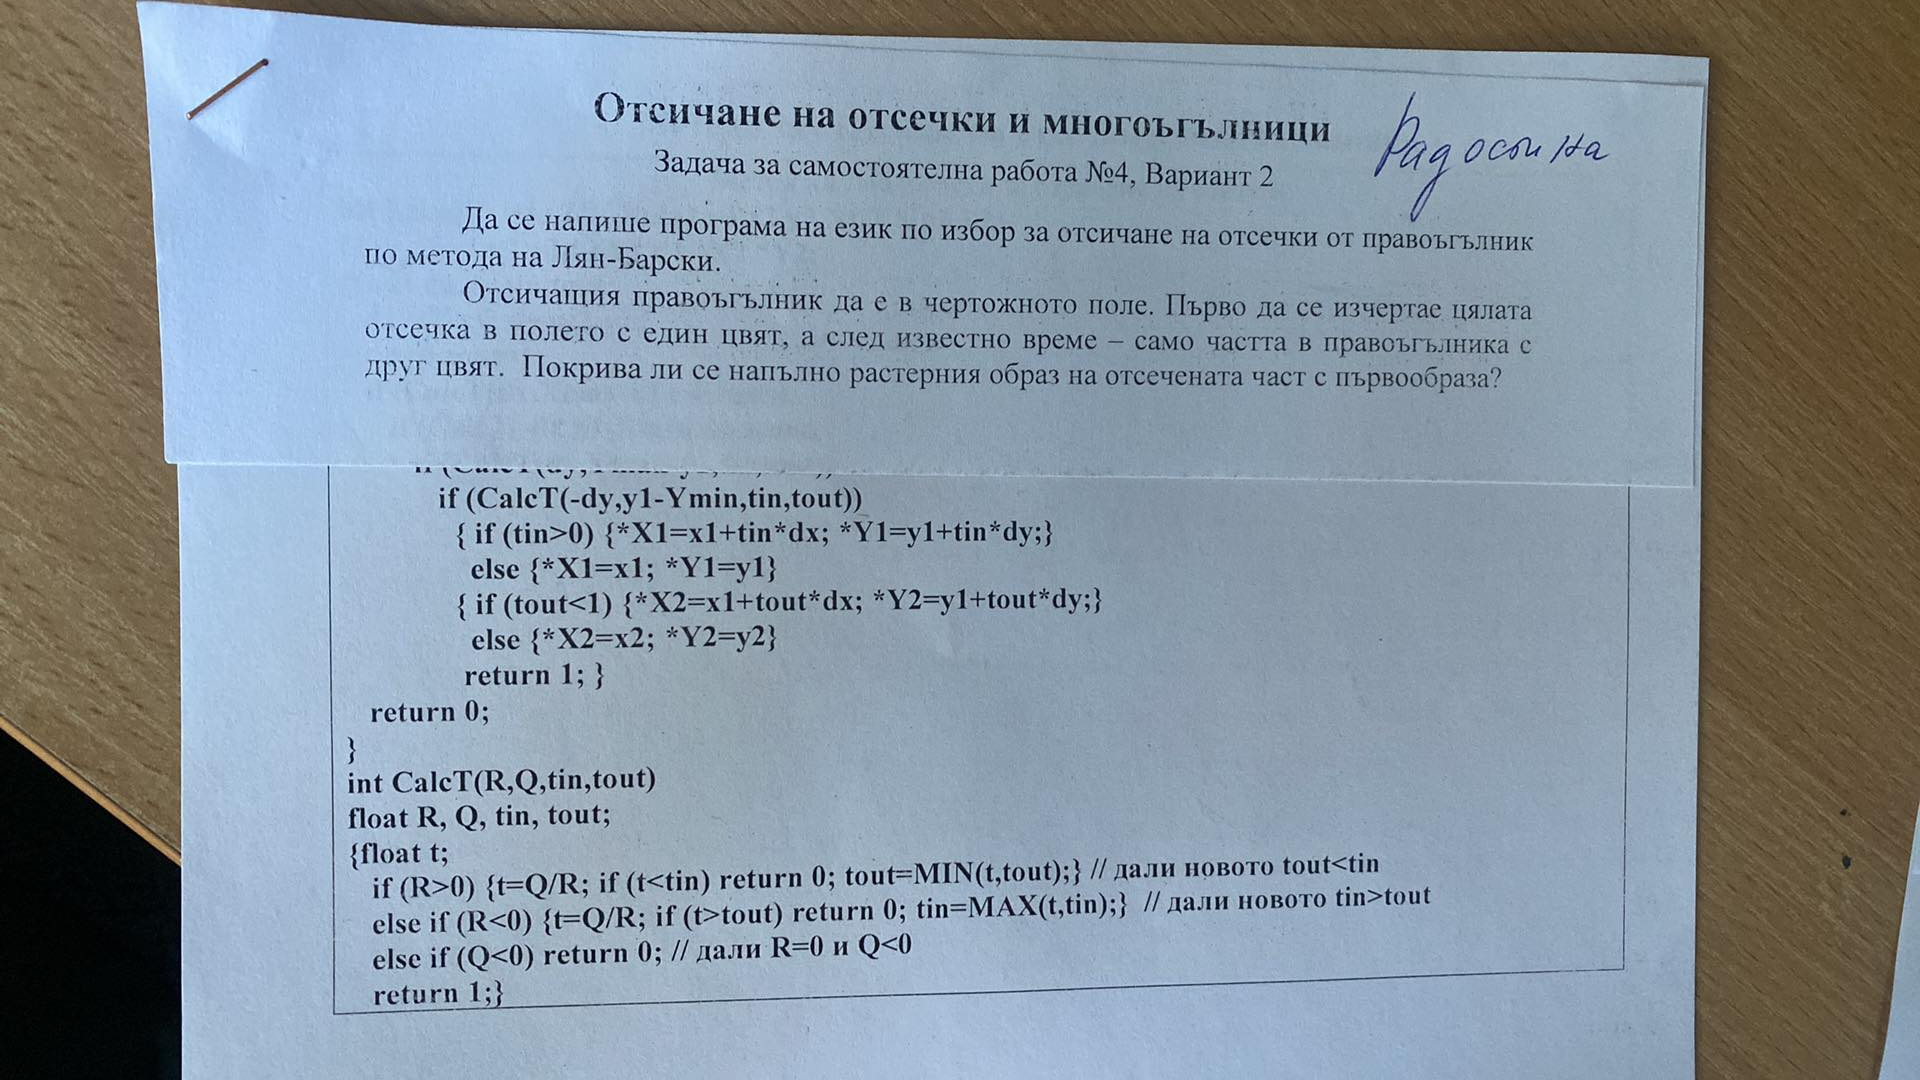 Отсичане на отсечки и многоъгълници
Радостина
Задача за самостоятелна работа №4, Вариант 2
Да се напише програма на език по избор за отсичане на отсечки от правоъгълник
по метода на Лян-Барски.
Отсичащия правоъгълник да е в чертожното поле. Първо да се изчертае цялата
отсечка в полето с един цвят, а след известно време – само частта в правоъгълника с
друг цвят. Покрива ли се напълно растерния образ на отсечената част с първообраза?
if (CalcT(-dy,y1-Ymin,tin,tout))
{ if (tin>0) {*X1=x1+tin*dx; *Y1=y1+tin*dy;}
else {*X1=x1; *Y1=y1}
{ if (tout<1) {*X2=x1+tout*dx; *Y2=y1+tout*dy;}
else {*X2=x2; *Y2=y2}
return 1; }
return 0;
}
int CalcT(R,Q,tin,tout)
float R, Q, tin, tout;
{float t;
if (R>0) {t=Q/R; if (t<tin) return 0; tout=MIN(t,tout);} // дали новото tout<tin
else if (R<0) {t=Q/R; if (t>tout) return 0; tin=MAX(t,tin);} // дали новото tin>tout
else if (Q<0) return 0; // дали R=0 и Q<0
return 1;}